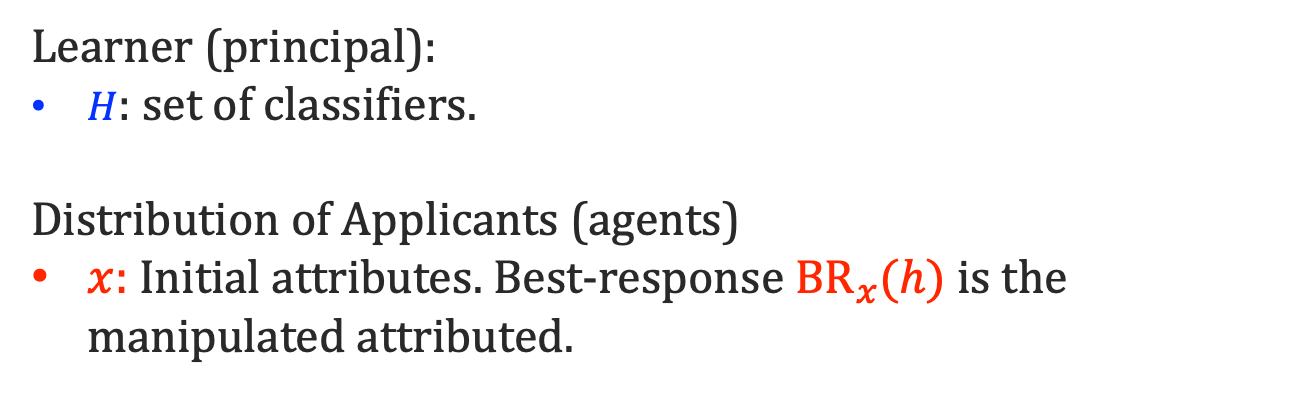 Learner (principal):
• H: set of classifiers.
Distribution of Applicants (agents)
• x: Initial attributes. Best-response BRₓ(h) is the
manipulated attributed.